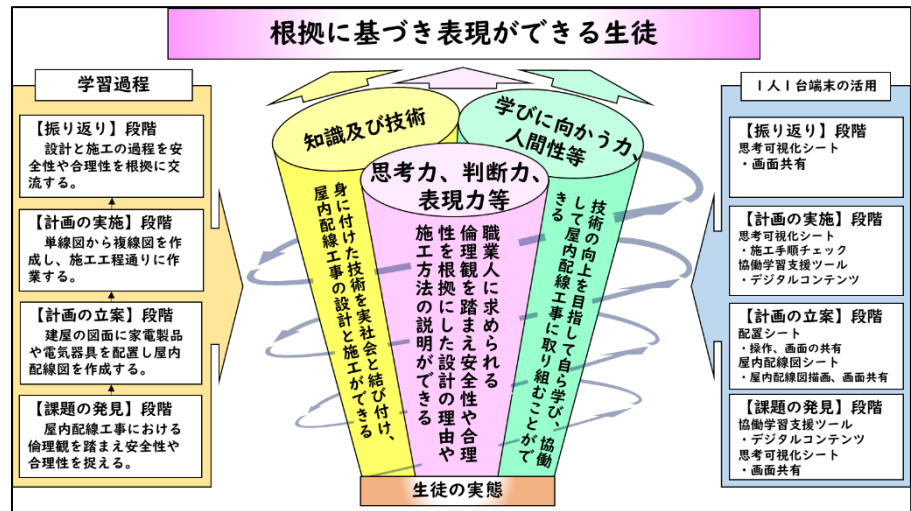 根拠に基づき表現ができる生徒
学習過程
【振り返り】段階
設計と施工の過程を安
全性や合理性を根拠に交
流する。
【計画の実施】段階
単線図から複線図を作
成し、施工工程通りに作
業する。
【計画の立案】段階
建屋の図面に家電製品
や電気器具を配置し屋内
配線図を作成する。
【課題の発見】段階
屋内配線工事における
倫理観を踏まえ安全性や
合理性を捉える。
知識及び技術
身に付けた技術を実社会と結び付け、
屋内配線工事の設計と施工ができる
思考力、判断力、
表現力等
職業人に求められる
倫理観を踏まえ安全性や合理
性を根拠にした設計の理由や
施工方法の説明ができる
学びに向かう力、
人間性等
技術の向上を目指して自ら学び、協働
して屋内配線工事に取り組むことがで
きる
生徒の実態
1人1台端末の活用
【振り返り】段階
思考可視化シート
・画面共有
【計画の実施】段階
思考可視化シート
・施工手順チェック
協働学習支援ツール
・デジタルコンテンツ
【計画の立案】段階
配置シート
・操作、画面の共有
屋内配線図シート
・屋内配線図描画、画面共有
【課題の発見】段階
協働学習支援ツール
・デジタルコンテンツ
思考可視化シート
・画面共有